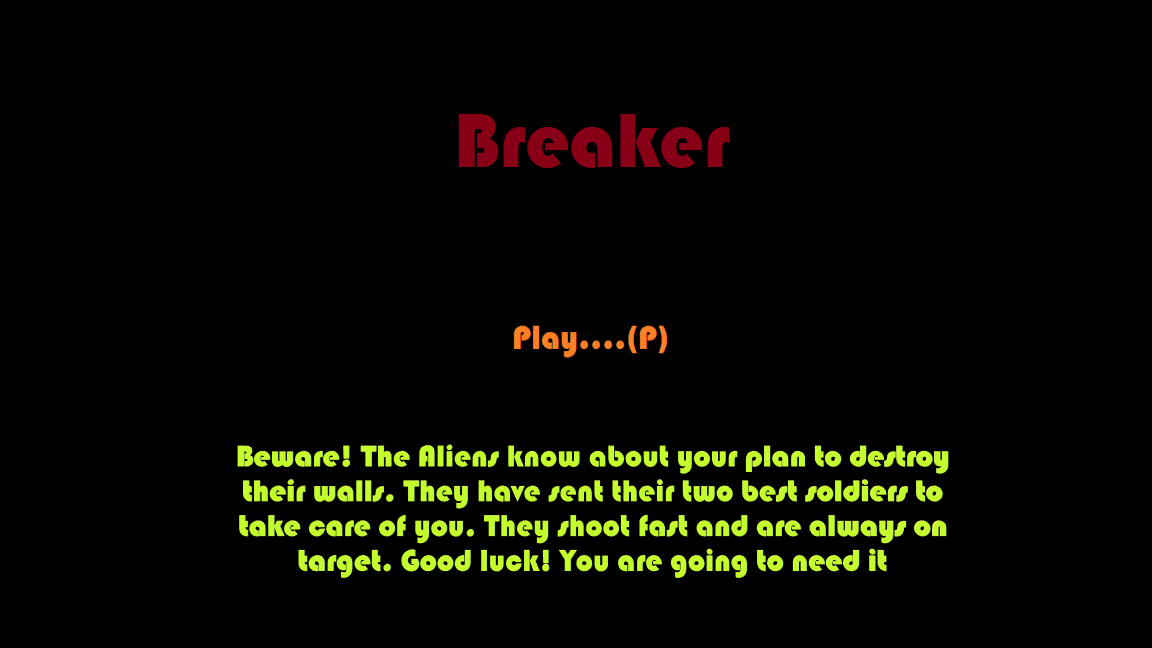 Breaker
Play....(P)
Beware! The Aliens know about your plan to destroy
their walls. They have sent their two best soldiers to
take care of you. They shoot fast and are always on
target. Good luck! You are going to need it